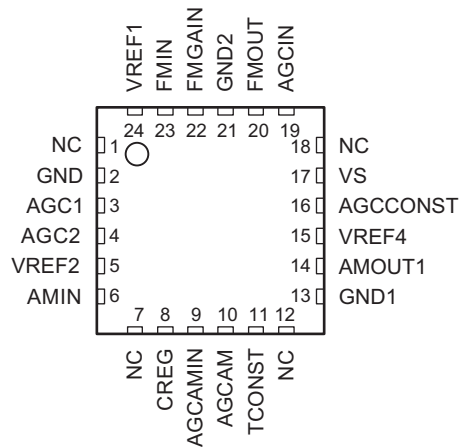 VREF1
FMIN
FMGAIN
GND2
FMOUT
AGCIN
24 23 22 21 20 19
NC 1 18 NC
GND 2 17 VS
AGC1 3 16 AGCCONST
AGC2 4 15 VREF4
VREF2 5 14 AMOUT1
AMIN 6 13 GND1
7 8 9 10 11 12
NC
CREG
AGCAMIN
AGCAM
TCONST
NC